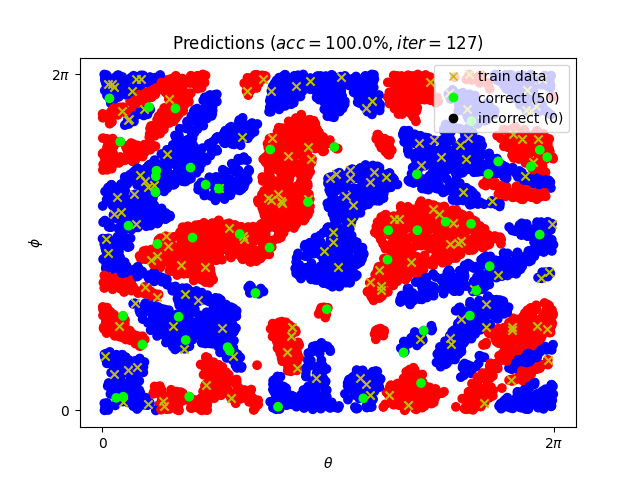 Predictions (acc = 100.0%, iter = 127)
2π
train data
correct (50)
incorrect (0)
ϕ
0
0
2π
θ